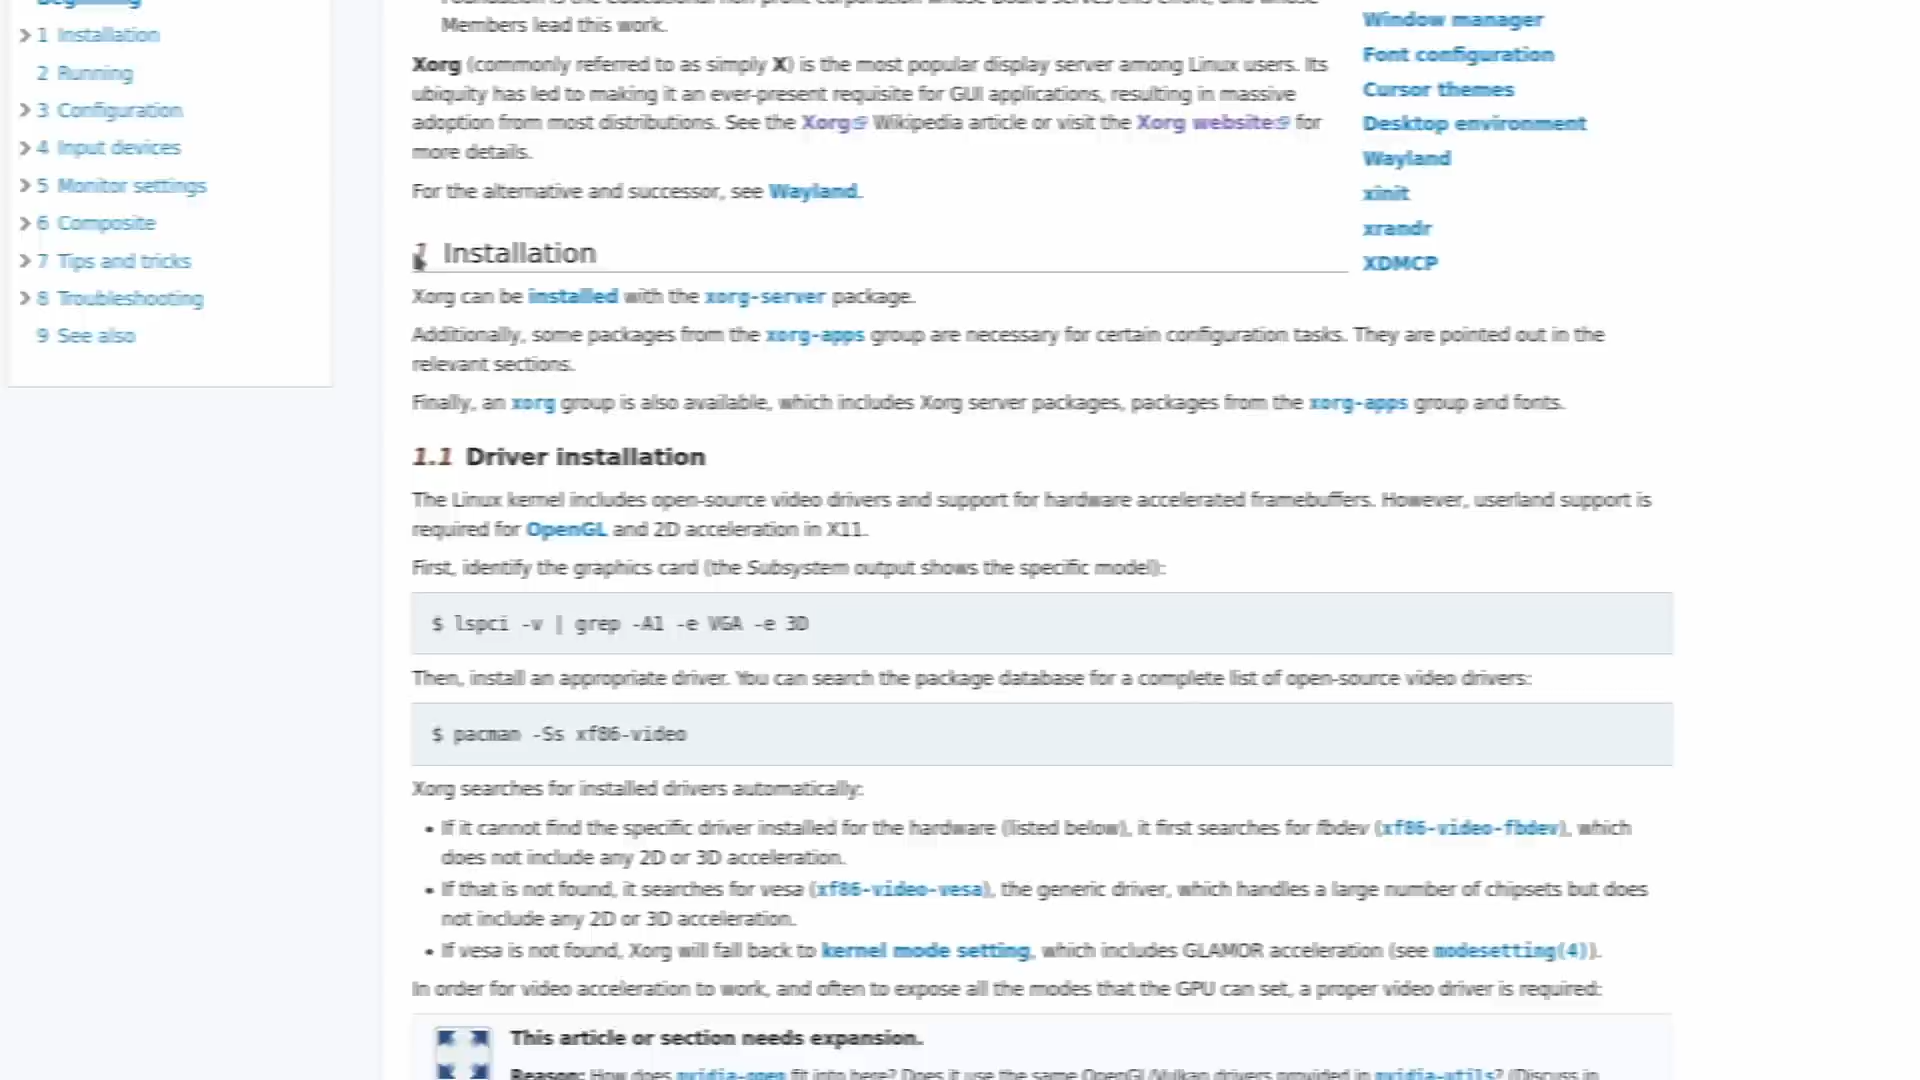 Beginning
1 Installation
2 Running
3 Configuration
4 Input devices
5 Monitor settings
6 Composite
7 Tips and tricks
8 Troubleshooting
9 See also
Foundation is the educational non-profit corporation whose Board serves this effort, and whose
Members lead this work.
Xorg (commonly referred to as simply X) is the most popular display server among Linux users. Its
ubiquity has led to making it an ever-present requisite for GUI applications, resulting in massive
adoption from most distributions. See the Xorg Wikipedia article or visit the Xorg website for
more details.
For the alternative and successor, see Wayland.
Window manager
Font configuration
Cursor themes
Desktop environment
Wayland
xinit
xrandr
XDMCP
1 Installation
Xorg can be installed with the xorg-server package.
Additionally, some packages from the xorg-apps group are necessary for certain configuration tasks. They are pointed out in the
relevant sections.
Finally, an xorg group is also available, which includes Xorg server packages, packages from the xorg-apps group and fonts.
1.1 Driver installation
The Linux kernel includes open-source video drivers and support for hardware accelerated framebuffers. However, userland support is
required for OpenGL and 2D acceleration in X11.
First, identify the graphics card (the Subsystem output shows the specific model):
$ lspci -v | grep -A1 -e VGA -e 3D
Then, install an appropriate driver. You can search the package database for a complete list of open-source video drivers:
$ pacman -Ss xf86-video
Xorg searches for installed drivers automatically:
• If it cannot find the specific driver installed for the hardware (listed below), it first searches for fbdev (xf86-video-fbdev), which
does not include any 2D or 3D acceleration.
• If that is not found, it searches for vesa (xf86-video-vesa), the generic driver, which handles a large number of chipsets but does
not include any 2D or 3D acceleration.
• If vesa is not found, Xorg will fall back to kernel mode setting, which includes GLAMOR acceleration (see modesetting(4)).
In order for video acceleration to work, and often to expose all the modes that the GPU can set, a proper video driver is required:
This article or section needs expansion.
Reason: How does nvidia-open fit into here? Does it use the same OpenGL/Vulkan drivers provided in nvidia-utils? (Discuss in